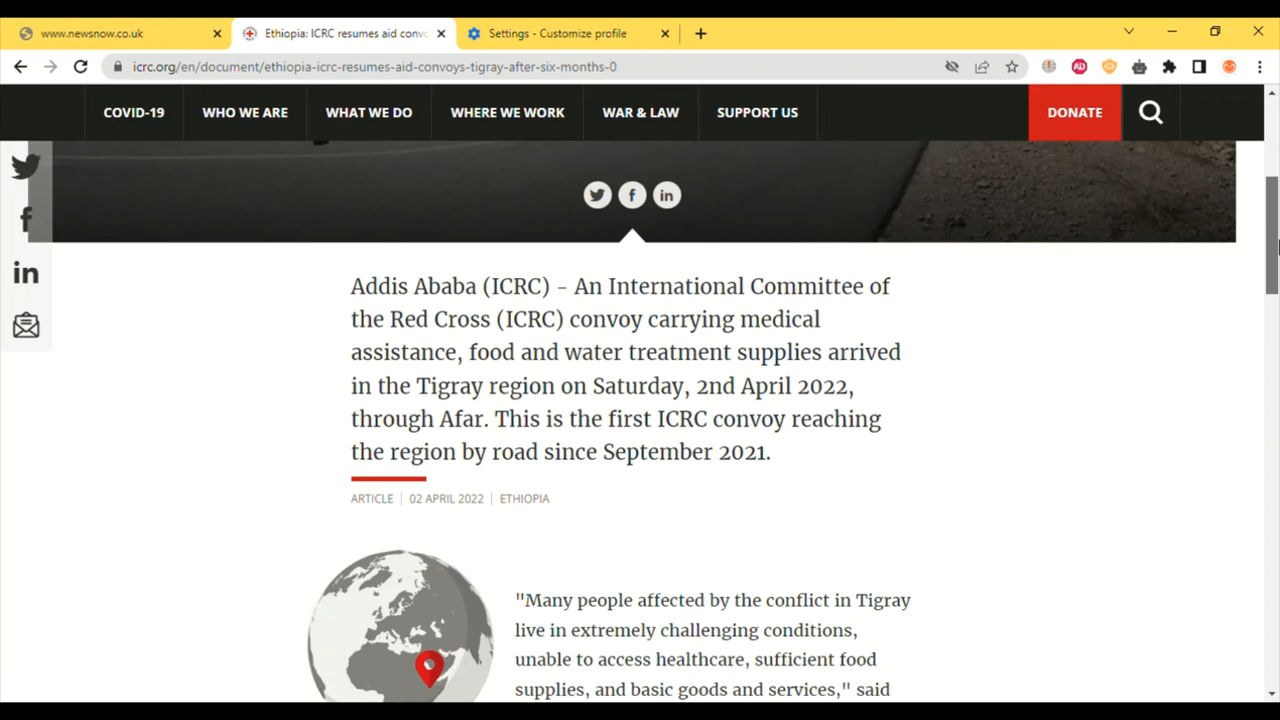 www.newsnow.co.uk
Ethiopia: ICRC resumes aid convo
Settings - Customize profile
icrc.org/en/document/ethiopia-icrc-resumes-aid-convoys-tigray-after-six-months-0
COVID-19
WHO WE ARE
WHAT WE DO
WHERE WE WORK
WAR & LAW
SUPPORT US
DONATE
Addis Ababa (ICRC) - An International Committee of
the Red Cross (ICRC) convoy carrying medical
assistance, food and water treatment supplies arrived
in the Tigray region on Saturday, 2nd April 2022,
through Afar. This is the first ICRC convoy reaching
the region by road since September 2021.
ARTICLE | 02 APRIL 2022 | ETHIOPIA
"Many people affected by the conflict in Tigray
live in extremely challenging conditions,
unable to access healthcare, sufficient food
supplies, and basic goods and services," said